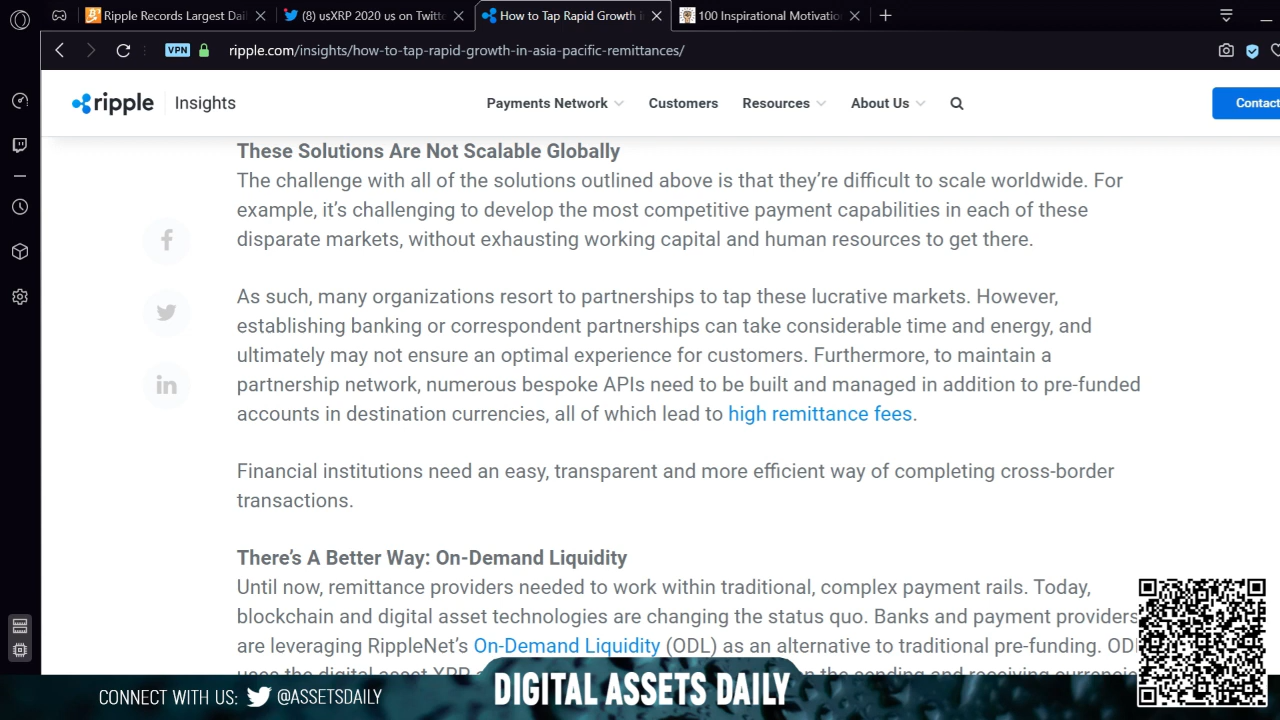 Ripple Records Largest Dai
(8) usXRP 2020 us on Twitte
How to Tap Rapid Growth i
100 Inspirational Motivatio
VPN
ripple.com/insights/how-to-tap-rapid-growth-in-asia-pacific-remittances/
ripple Insights
Payments Network
Customers
Resources
About Us
Contact
These Solutions Are Not Scalable Globally
The challenge with all of the solutions outlined above is that they’re difficult to scale worldwide. For
example, it’s challenging to develop the most competitive payment capabilities in each of these
disparate markets, without exhausting working capital and human resources to get there.
As such, many organizations resort to partnerships to tap these lucrative markets. However,
establishing banking or correspondent partnerships can take considerable time and energy, and
ultimately may not ensure an optimal experience for customers. Furthermore, to maintain a
partnership network, numerous bespoke APIs need to be built and managed in addition to pre-funded
accounts in destination currencies, all of which lead to high remittance fees.
Financial institutions need an easy, transparent and more efficient way of completing cross-border
transactions.
There’s A Better Way: On-Demand Liquidity
Until now, remittance providers needed to work within traditional, complex payment rails. Today,
blockchain and digital asset technologies are changing the status quo. Banks and payment providers
are leveraging RippleNet’s On-Demand Liquidity (ODL) as an alternative to traditional pre-funding. ODL
uses the digital asset XRP the sending and receiving currencies
CONNECT WITH US: @ASSETSDAILY
DIGITAL ASSETS DAILY